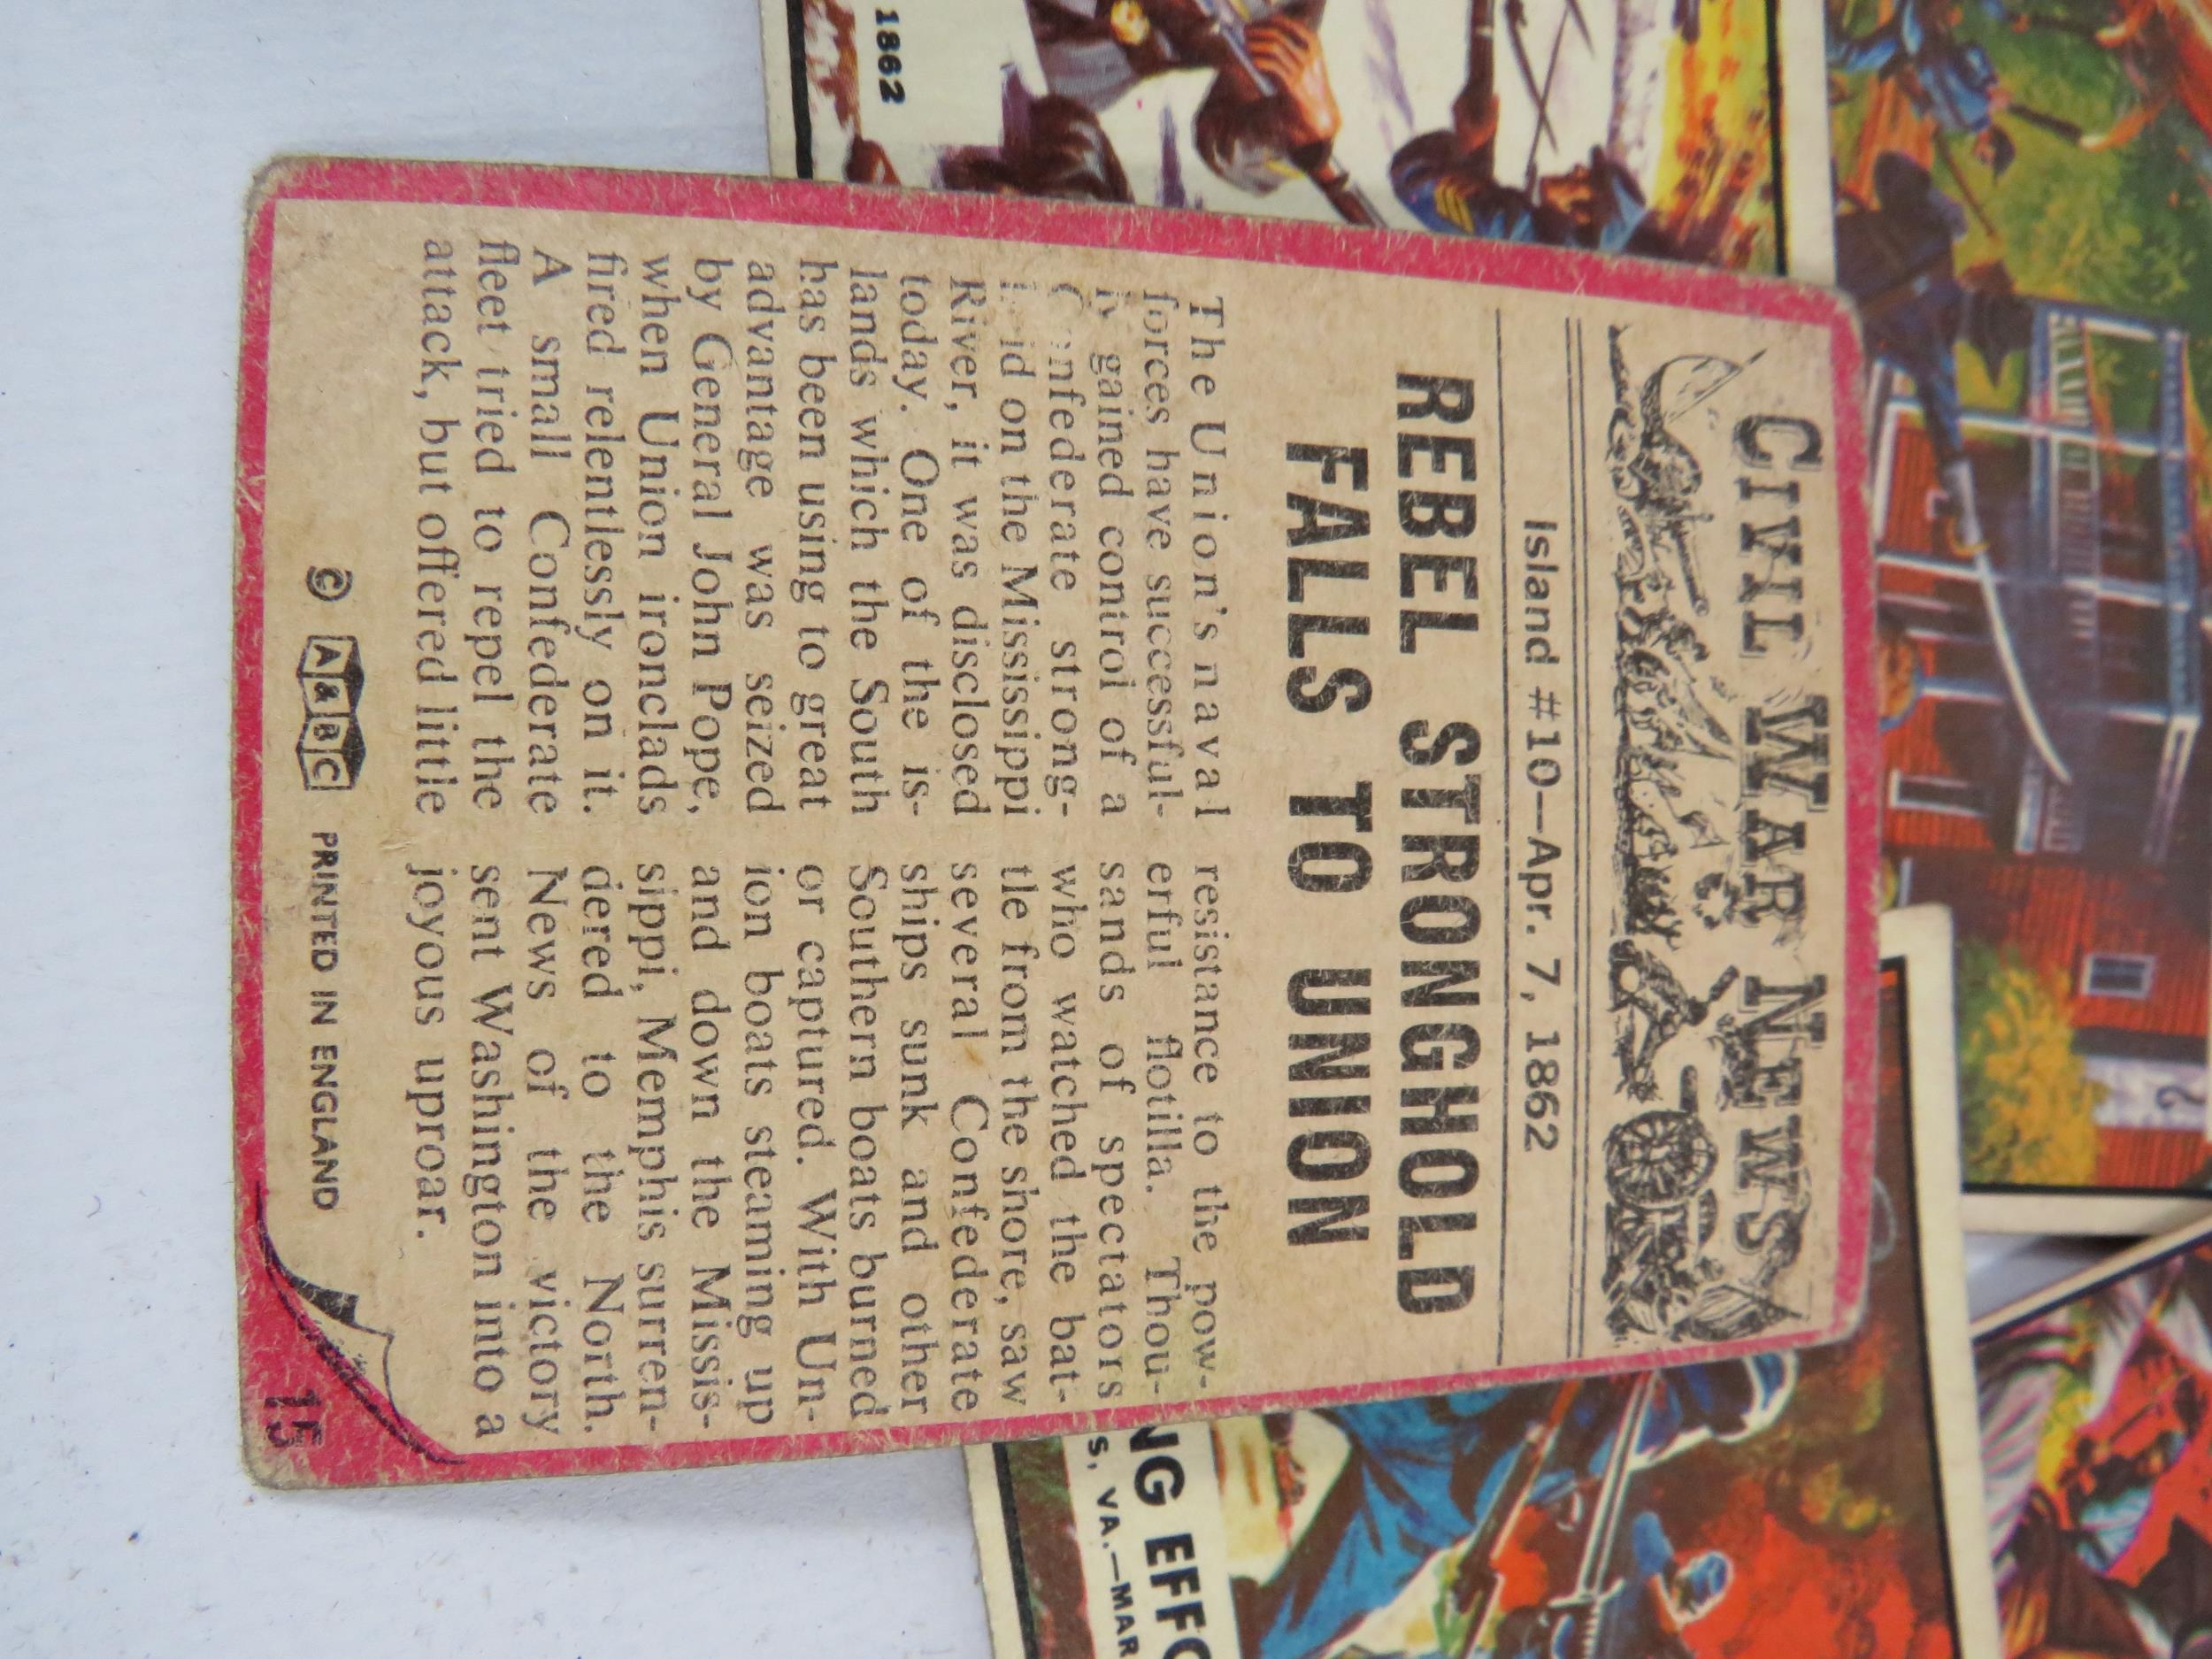 CIVIL WAR NEWS
Island #10—Apr. 7, 1862
REBEL STRONGHOLD
FALLS TO UNION
The Union's naval
forces have successful-
ly gained control of a
Confederate strong-
hold on the Mississippi
River, it was disclosed
today. One of the is-
lands which the South
has been using to great
advantage was seized
by General John Pope,
when Union ironclads
fired relentlessly on it.
A small Confederate
fleet tried to repel the
attack, but offered little
resistance to the pow-
erful flotilla. Thou-
sands of spectators
who watched the bat-
tle from the shore, saw
several Confederate
ships sunk and other
Southern boats burned
or captured. With Un-
ion boats steaming up
and down the Missis-
sippi, Memphis surren-
dered to the North.
News of the victory
sent Washington into a
joyous uproar.
© A&BC PRINTED IN ENGLAND
15
1862
NG EFFO
S, VA.—MAR